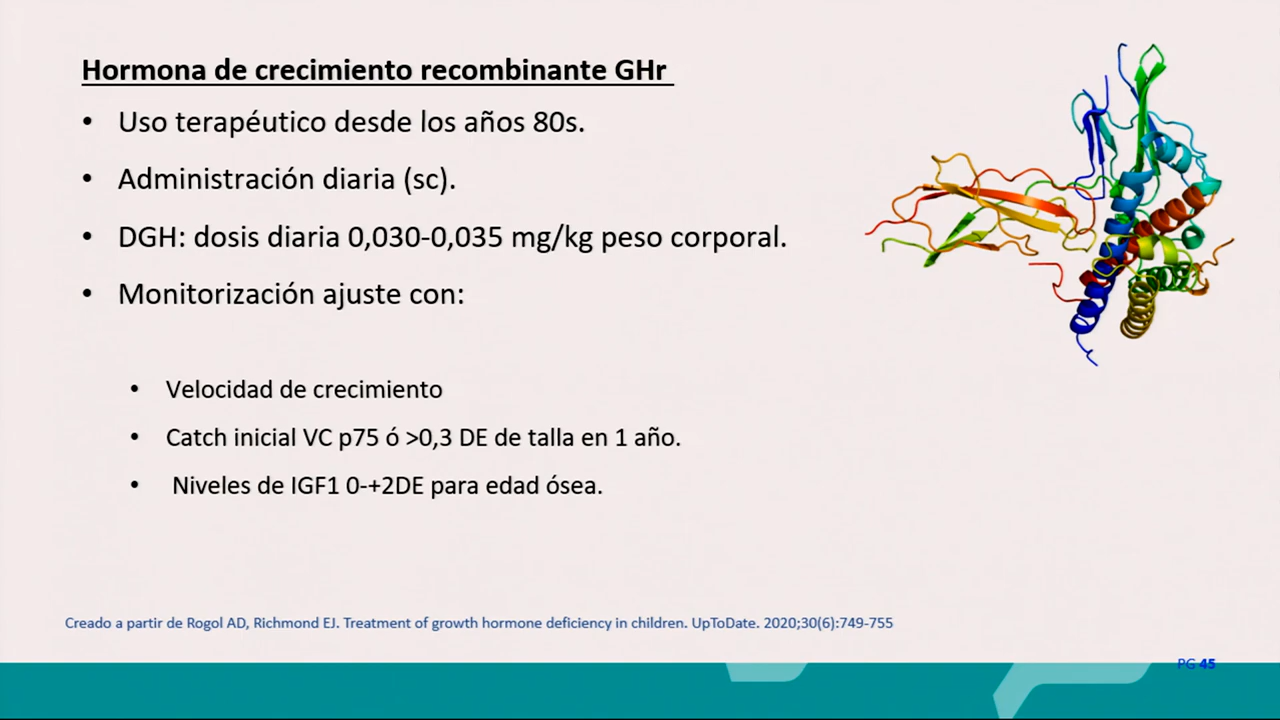 Hormona de crecimiento recombinante GHr
• Uso terapéutico desde los años 80s.
• Administración diaria (sc).
• DGH: dosis diaria 0,030-0,035 mg/kg peso corporal.
• Monitorización ajuste con:
• Velocidad de crecimiento
• Catch inicial VC p75 ó >0,3 DE de talla en 1 año.
• Niveles de IGF1 0-+2DE para edad ósea.
Creado a partir de Rogol AD, Richmond EJ. Treatment of growth hormone deficiency in children. UpToDate. 2020;30(6):749-755
PG 45